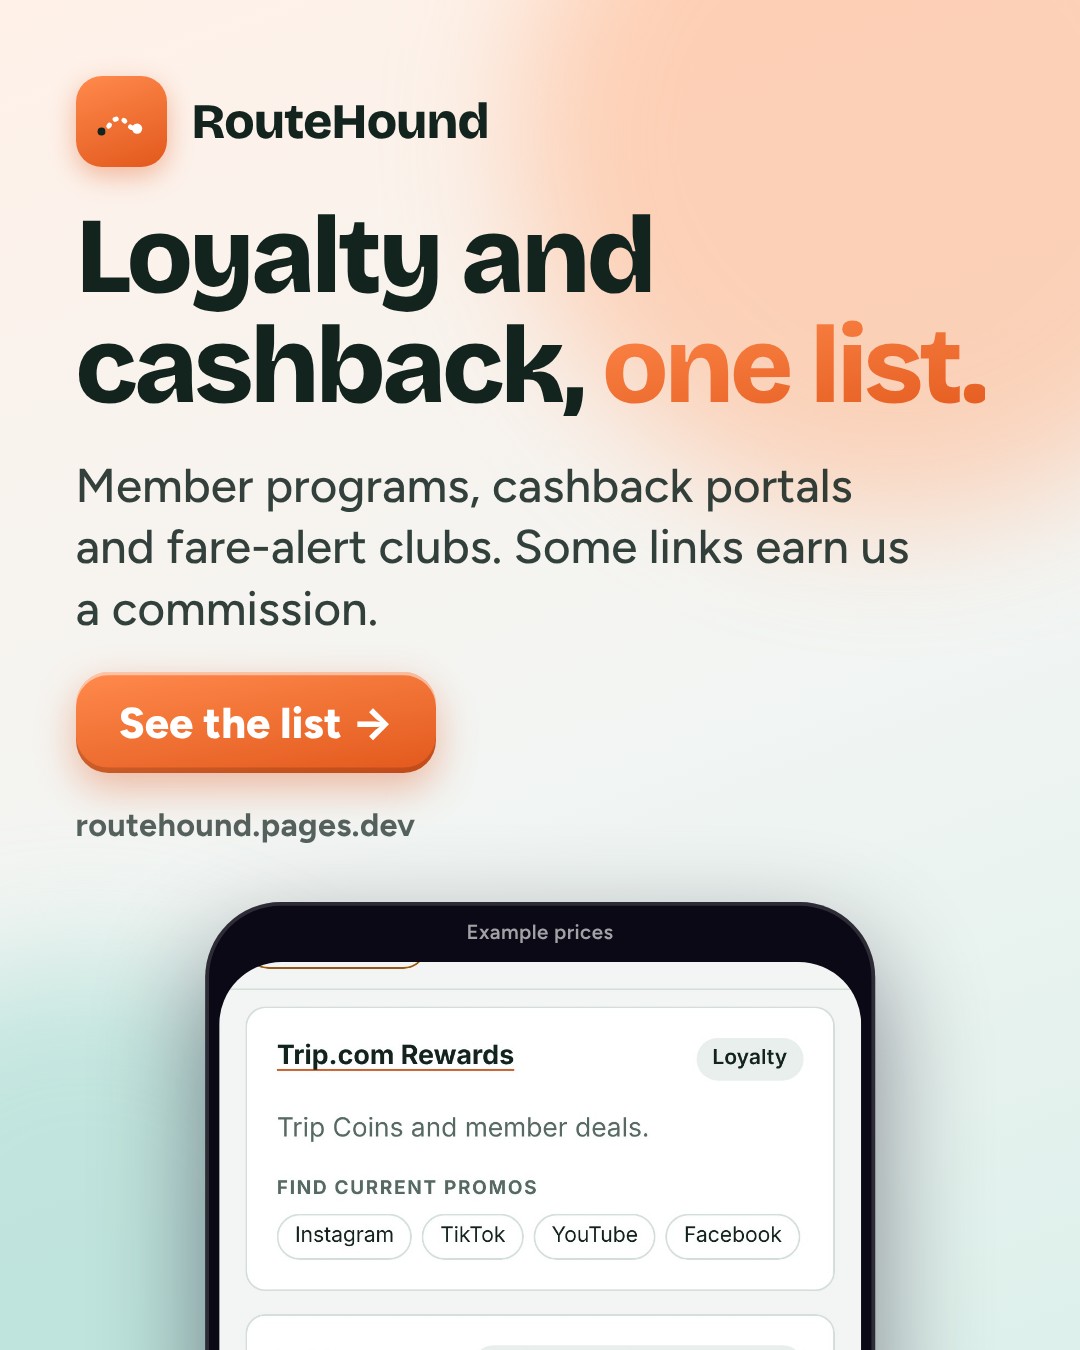 RouteHound
Loyalty and
cashback, one list.
Member programs, cashback portals
and fare-alert clubs. Some links earn us
a commission.
See the list →
routehound.pages.dev
Example prices
Trip.com Rewards
Loyalty
Trip Coins and member deals.
FIND CURRENT PROMOS
Instagram TikTok YouTube Facebook